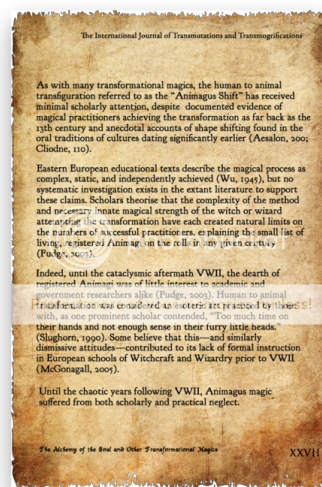 The International Journal of Transmutations and Transmogrifications
As with many transformational magics, the human to animal
transfiguration referred to as the "Animagus Shift" has received
minimal scholarly attention, despite documented evidence of
magical practitioners achieving the transformation as far back as the
13th century and anecdotal accounts of shape shifting found in the
oral traditions of cultures dating significantly earlier (Aesalon, 200;
Cliodne, 110).
Eastern European educational texts describe the magical process as
complex, static, and independently achieved (Wu, 1945), but no
systematic investigation exists in the extant literature to support
these claims. Scholars theorise that the complexity of the method
and necessary innate magical strength of the witch or wizard
attempting the transformation have each created natural limits on
the numbers of successful practitioners, explaining the small list of
living, registered Animagi on the rolls in any given century
(Fudge, 2003).
Indeed, until the cataclysmic aftermath VWII, the dearth of
registered Animagi was of little interest to academic and
government researchers alike (Fudge, 2003). Human to animal
transformation was considered an esoteric art practiced by those
with, as one prominent scholar contended, "Too much time on
their hands and not enough sense in their furry little heads."
(Slughorn, 1990). Some believe that this—and similarly
dismissive attitudes—contributed to its lack of formal instruction
in European schools of Witchcraft and Wizardry prior to VWII
(McGonagall, 2005).
Until the chaotic years following VWII, Animagus magic
suffered from both scholarly and practical neglect.
The Alchemy of the Soul and Other Transformational Magics
XXVII